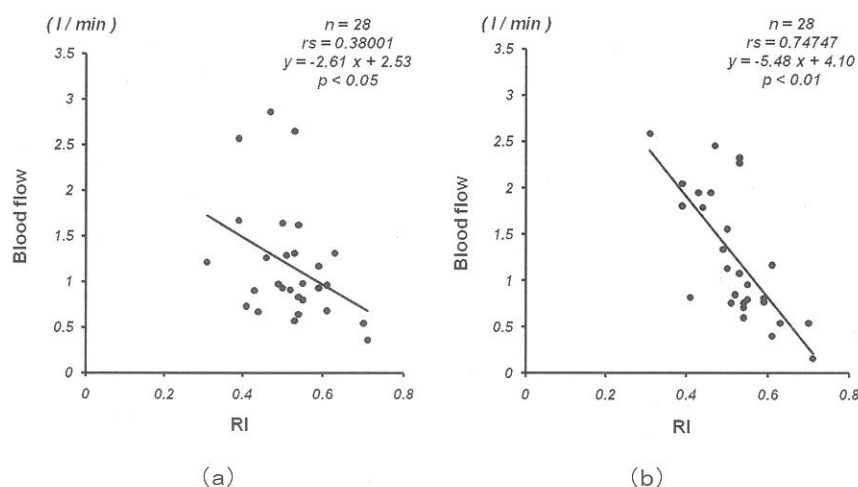 ( l / min )
n = 28
rs = 0.38001
y = -2.61 x + 2.53
p < 0.05
3.5
3
2.5
2
1.5
1
0.5
0
Blood flow
0
0.2
0.4
0.6
0.8
RI
(a)
( l / min )
n = 28
rs = 0.74747
y = -5.48 x + 4.10
p < 0.01
3.5
3
2.5
2
1.5
1
0.5
0
Blood flow
0
0.2
0.4
0.6
0.8
RI
(b)